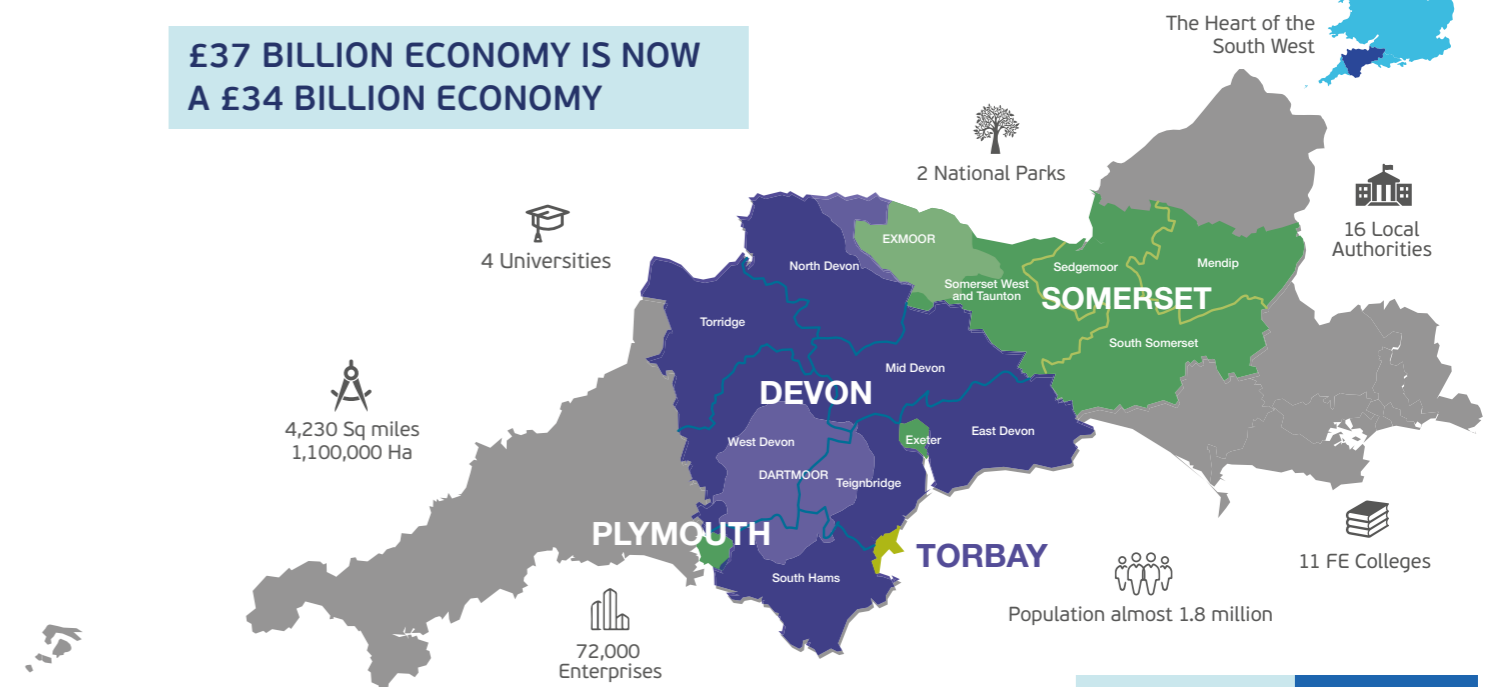 £37 BILLION ECONOMY IS NOW
A £34 BILLION ECONOMY
The Heart of the
South West
2 National Parks
16 Local
Authorities
4 Universities
4,230 Sq miles
1,100,000 Ha
EXMOOR
North Devon
Sedgemoor
Mendip
Somerset West
and Taunton
SOMERSET
Torridge
South Somerset
Mid Devon
DEVON
West Devon
Exeter
East Devon
DARTMOOR
Teignbridge
PLYMOUTH
TORBAY
South Hams
11 FE Colleges
Population almost 1.8 million
72,000
Enterprises